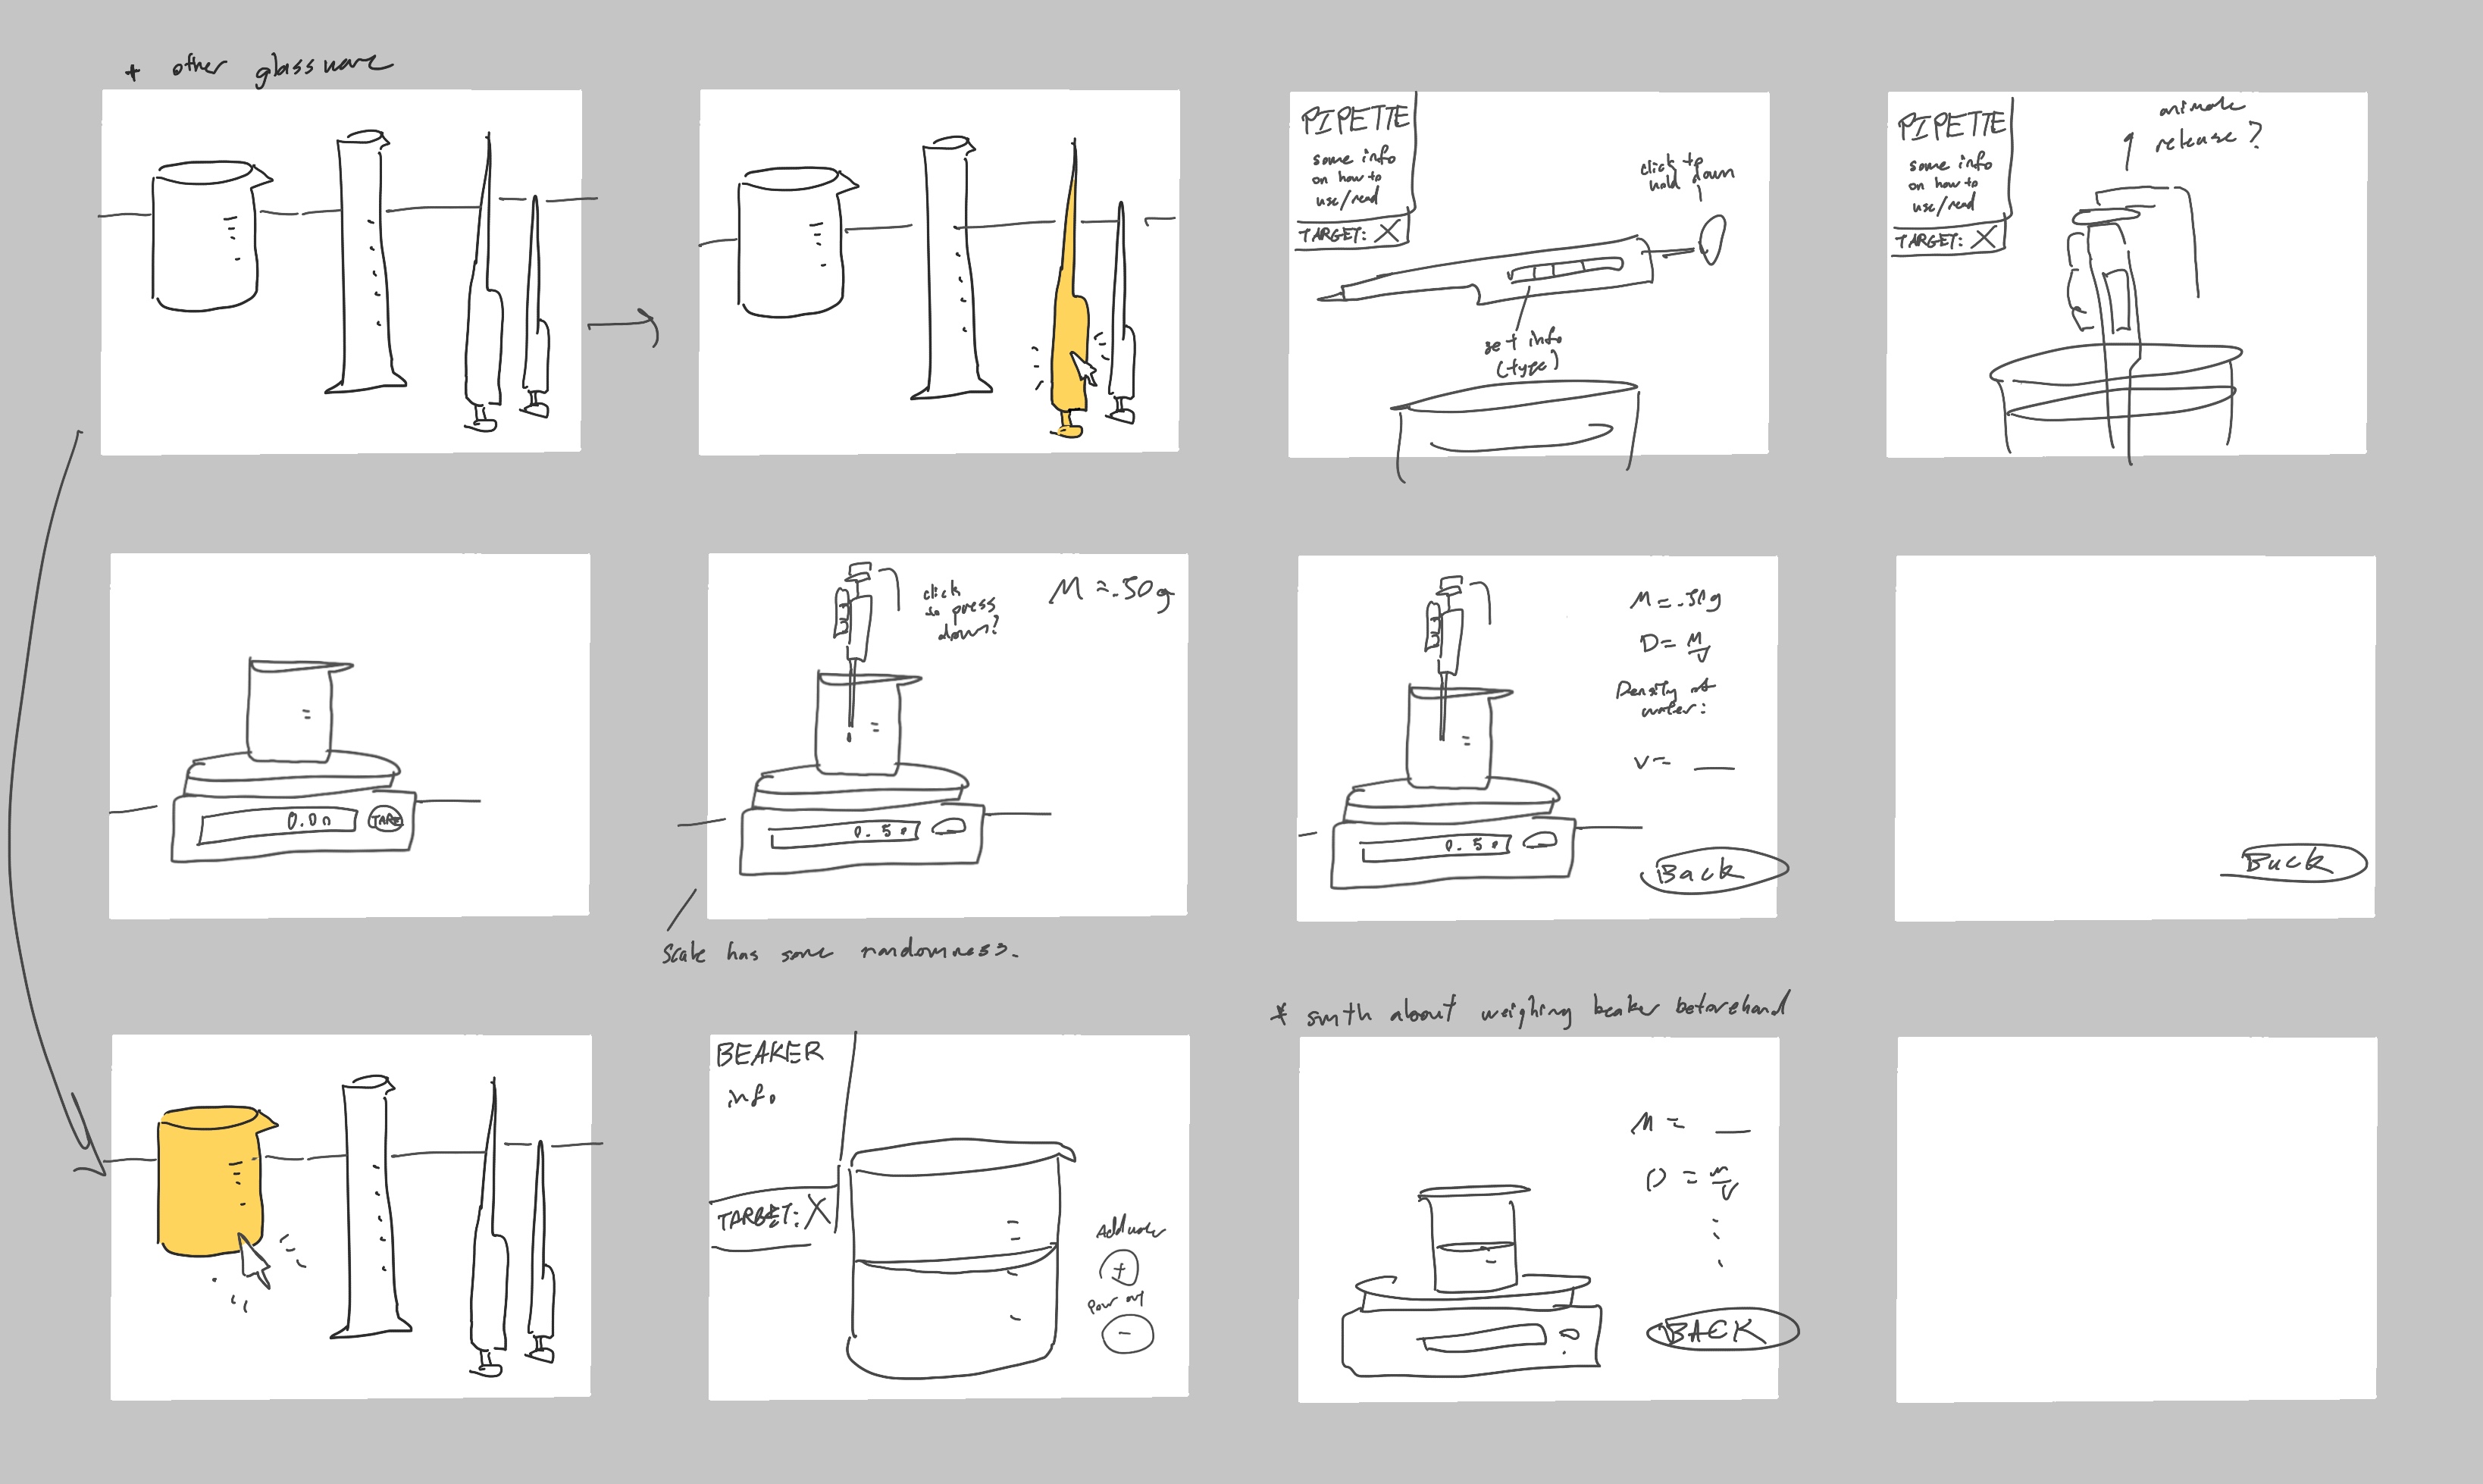 + other glassware
PIPETTE
some info
on how to
use/read
TARGET: X
click to
hold down
set info
(type)
PIPETTE
some info
on how to
use/read
TARGET: X
animate
release?
0.00
TARE
click
to press
down?
M = .50g
0.50
Scale has some randomness.
M = .50g
D = M/V
Density of
water:
V = __
0.50
Back
Back
BEAKER
info
TARGET: X
Add water
+
Pour out
-
* smth about weighing beaker beforehand
M = __
D = m/v
BACK